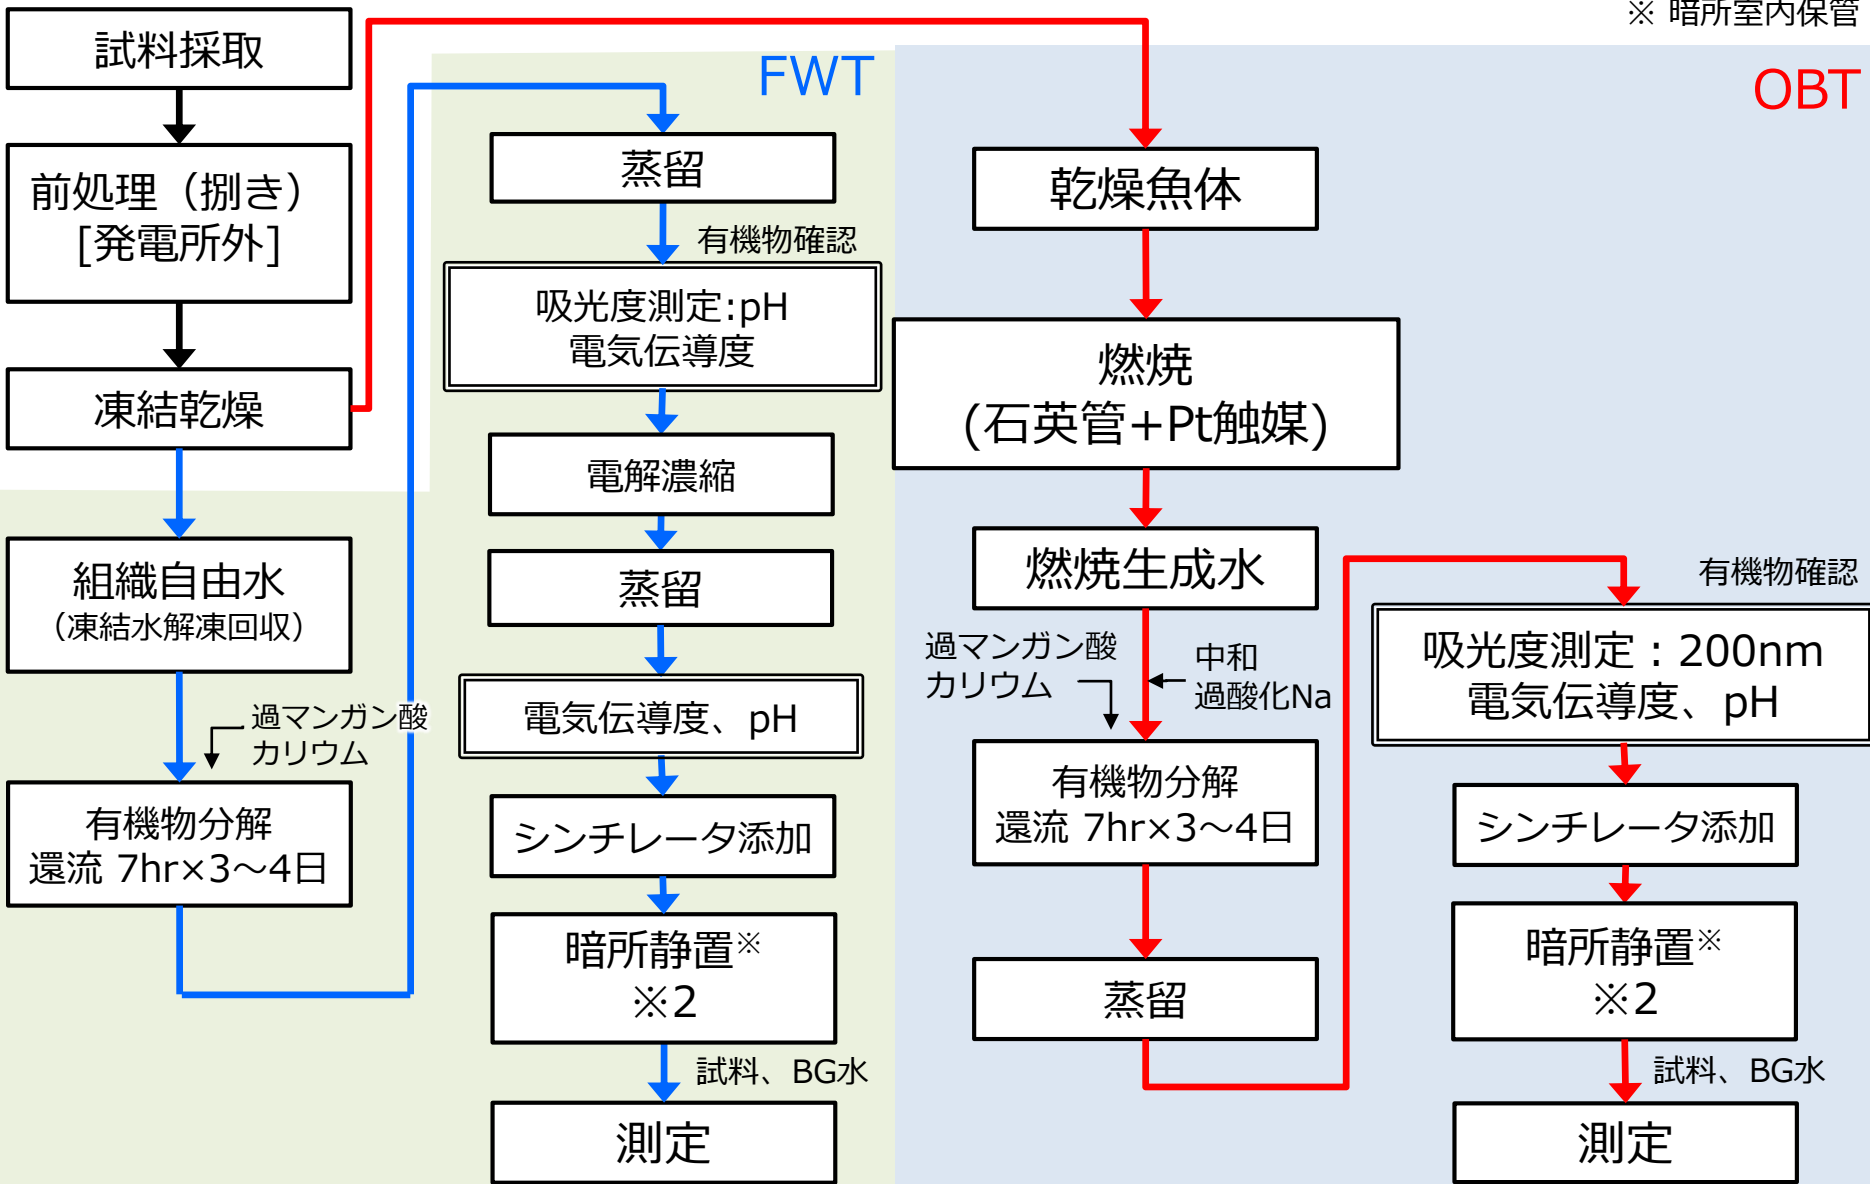 ※ 暗所室内保管
試料採取
前処理（捌き）
[発電所外]
凍結乾燥
組織自由水
（凍結水解凍回収）
過マンガン酸
カリウム
有機物分解
還流 7hr×3～4日
FWT
蒸留
有機物確認
吸光度測定:pH
電気伝導度
電解濃縮
蒸留
電気伝導度、pH
シンチレータ添加
暗所静置※
※2
試料、BG水
測定
OBT
乾燥魚体
燃焼
(石英管+Pt触媒)
燃焼生成水
過マンガン酸
カリウム
中和
過酸化Na
有機物分解
還流 7hr×3～4日
蒸留
有機物確認
吸光度測定：200nm
電気伝導度、pH
シンチレータ添加
暗所静置※
※2
試料、BG水
測定